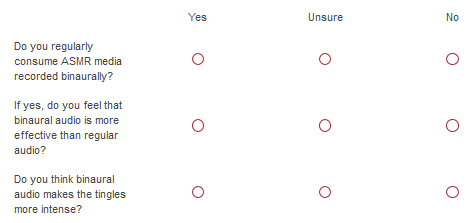 Yes Unsure No
Do you regularly
consume ASMR media
recorded binaurally?
If yes, do you feel that
binaural audio is more
effective than regular
audio?
Do you think binaural
audio makes the tingles
more intense?